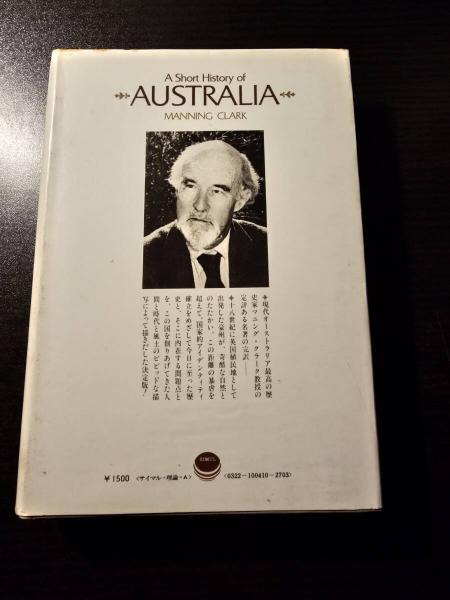 A Short History of
AUSTRALIA
MANNING CLARK
◆現代オーストラリア最高の歴
史家マニング・クラーク教授の
定評ある名著の完訳――
◆十八世紀に英国植民地として
出発した豪州が、苛酷な自然と
のたたかい、この距離の暴虐を
超えて、国家的アイデンティティ
確立をめざして今日に至った歴
史と、そこに内在する問題点と
を、この国を創りあげてきた人
間と時代と風土のビビッドな描
写によって描きだした決定版!
SIMUL
¥1500 〈サイマル・理論=A〉 〈0322-100410-2703〉